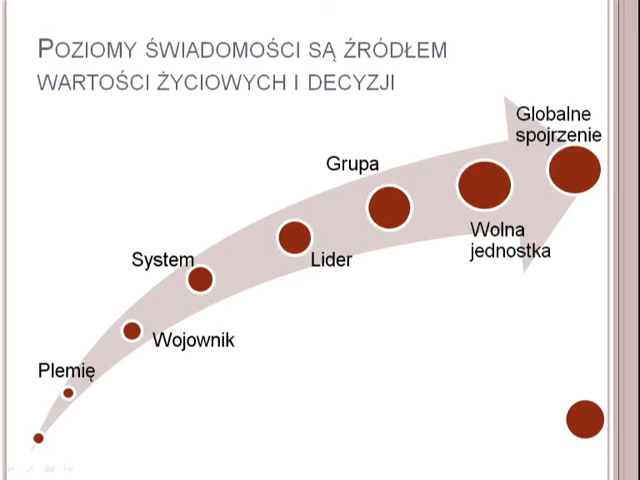 POZIOMY ŚWIADOMOŚCI SĄ ŹRÓDŁEM
WARTOŚCI ŻYCIOWYCH I DECYZJI
Globalne
spojrzenie
Grupa
Wolna
jednostka
System
Lider
Wojownik
Plemię